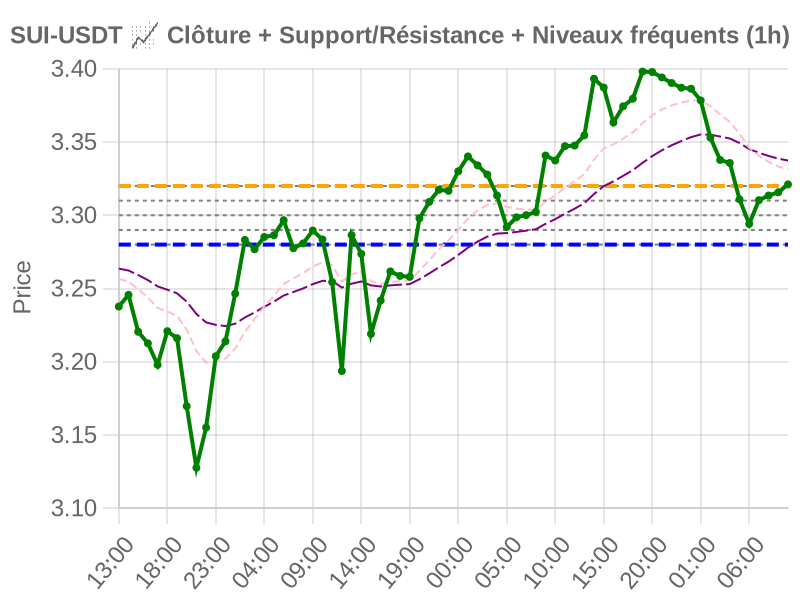 SUI-USDT 📈 Clôture + Support/Résistance + Niveaux fréquents (1h)
3.40
3.35
3.30
3.25
3.20
3.15
3.10
Price
13:00 18:00 23:00 04:00 09:00 14:00 19:00 00:00 05:00 10:00 15:00 20:00 01:00 06:00